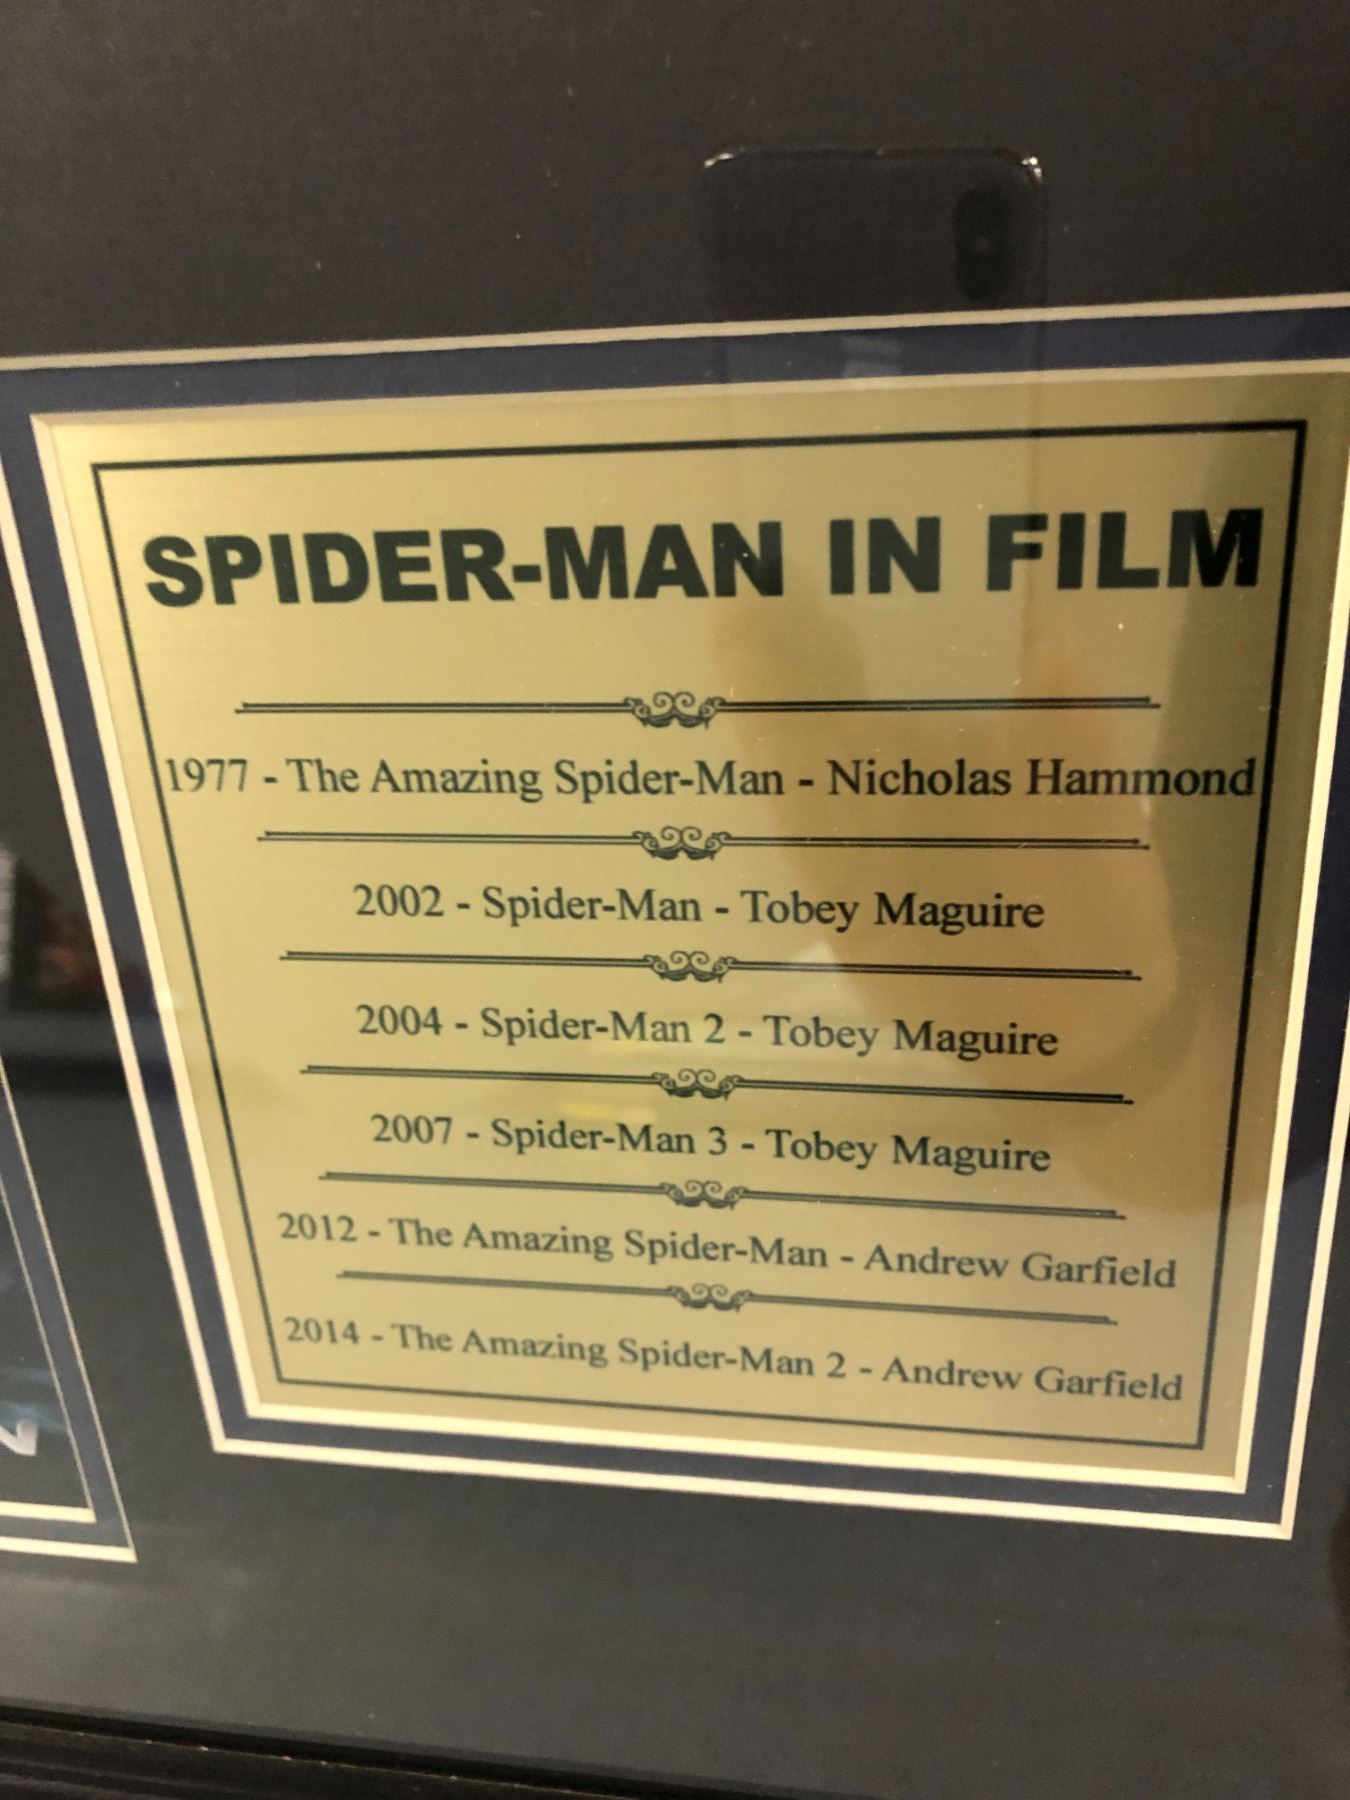 SPIDER-MAN IN FILM
1977 - The Amazing Spider-Man - Nicholas Hammond
2002 - Spider-Man - Tobey Maguire
2004 - Spider-Man 2 - Tobey Maguire
2007 - Spider-Man 3 - Tobey Maguire
2012 - The Amazing Spider-Man - Andrew Garfield
2014 - The Amazing Spider-Man 2 - Andrew Garfield